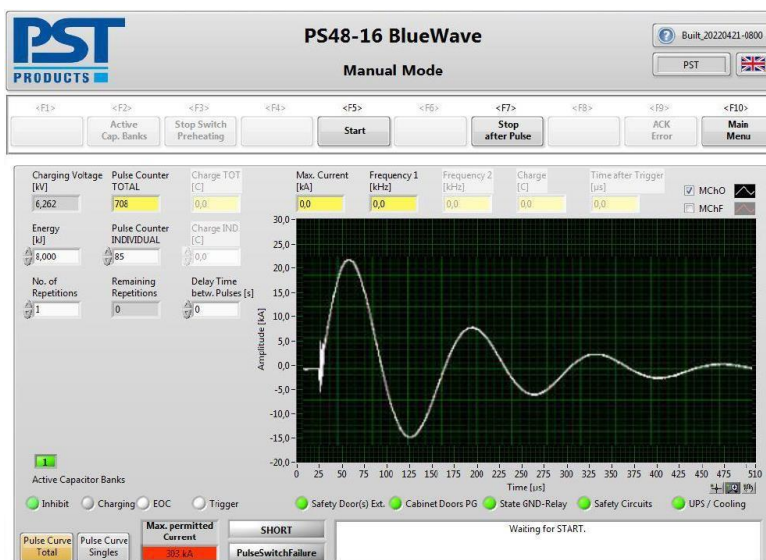 PST
PRODUCTS
PS48-16 BlueWave
Manual Mode
Built_20220421-0800
PST
<F1> <F2> <F3> <F4> <F5> <F6> <F7> <F8> <F9> <F10>
Active
Cap. Banks
Stop Switch
Preheating
Start
Stop
after Pulse
ACK
Error
Main
Menu
Charging Voltage
[kV]
6,262
Pulse Counter
TOTAL
708
Charge TOT
[C]
0,0
Max. Current
[kA]
0,0
Frequency 1
[kHz]
0,0
Frequency 2
[kHz]
0,0
Charge
[C]
0,0
Time after Trigger
[µs]
0,0
MChO
MChF
Energy
[kJ]
8,000
Pulse Counter
INDIVIDUAL
85
Charge IND.
[C]
0,0
No. of
Repetitions
1
Remaining
Repetitions
0
Delay Time
betw. Pulses [s]
0
30,0
25,0
20,0
15,0
10,0
5,0
0,0
-5,0
-10,0
-15,0
-20,0
Amplitude [kA]
0 25 50 75 100 125 150 175 200 225 250 275 300 325 350 375 400 425 450 475 510
Time [µs]
1
Active Capacitor Banks
Inhibit Charging EOC Trigger
Safety Door(s) Ext. Cabinet Doors PG State GND-Relay Safety Circuits UPS / Cooling
Pulse Curve
Total
Pulse Curve
Singles
Max. permitted
Current
303 kA
SHORT
PulseSwitchFailure
Waiting for START.